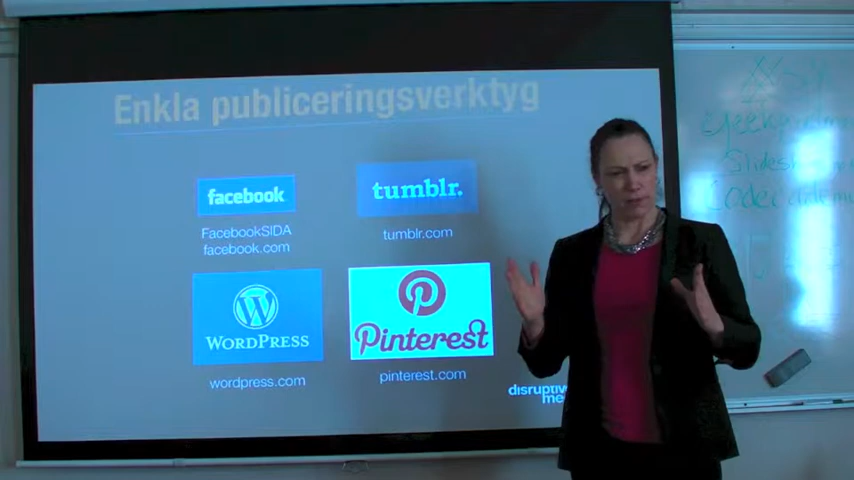 Enkla publiceringsverktyg
facebook
tumblr.
FacebookSIDA
facebook.com
tumblr.com
WORDPRESS
Pinterest
wordpress.com
pinterest.com
disruptive